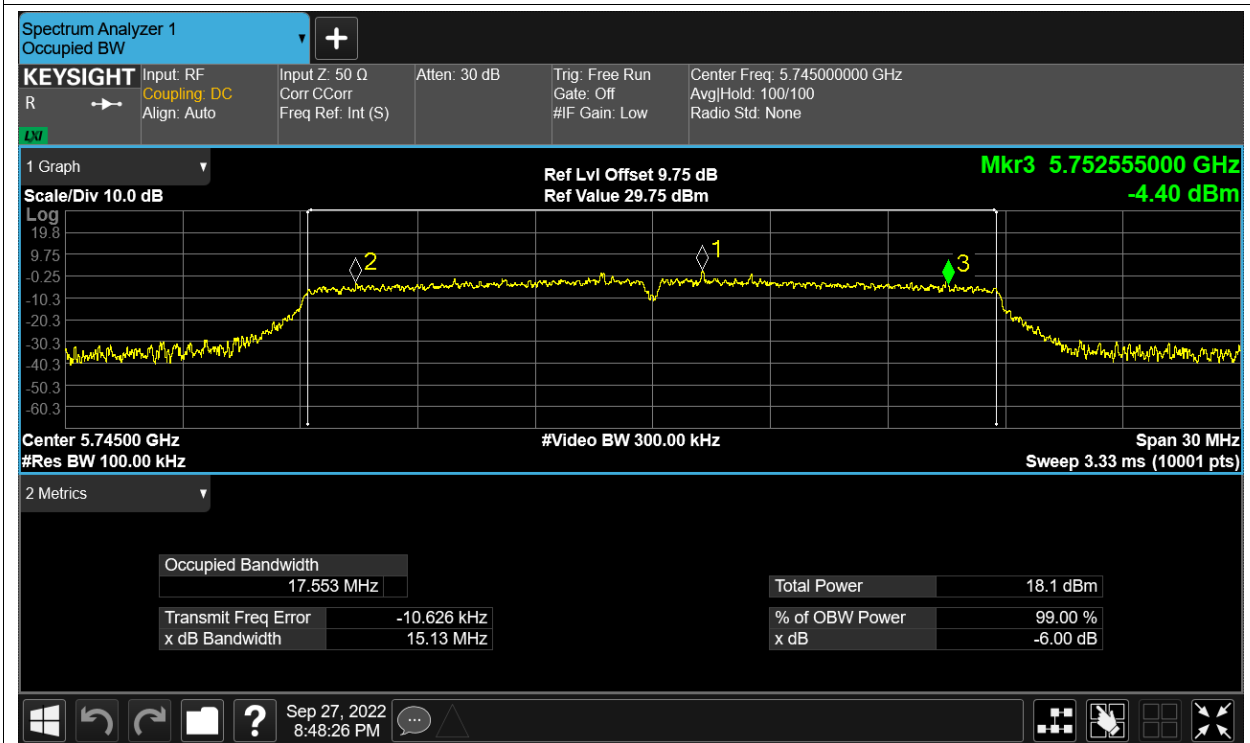 Spectrum Analyzer 1
Occupied BW
KEYSIGHT
R
LXI
Input: RF
Coupling: DC
Align: Auto
Input Z: 50 Ω
Corr CCorr
Freq Ref: Int (S)
Atten: 30 dB
Trig: Free Run
Gate: Off
#IF Gain: Low
Center Freq: 5.745000000 GHz
Avg|Hold: 100/100
Radio Std: None
1 Graph
Scale/Div 10.0 dB
Ref Lvl Offset 9.75 dB
Ref Value 29.75 dBm
Mkr3 5.752555000 GHz
-4.40 dBm
Log
19.8
9.75
-0.25
-10.3
-20.3
-30.3
-40.3
-50.3
-60.3
2
1
3
Center 5.74500 GHz
#Res BW 100.00 kHz
#Video BW 300.00 kHz
Span 30 MHz
Sweep 3.33 ms (10001 pts)
2 Metrics
Occupied Bandwidth
17.553 MHz
Transmit Freq Error -10.626 kHz
x dB Bandwidth 15.13 MHz
Total Power 18.1 dBm
% of OBW Power 99.00 %
x dB -6.00 dB
?
Sep 27, 2022
8:48:26 PM